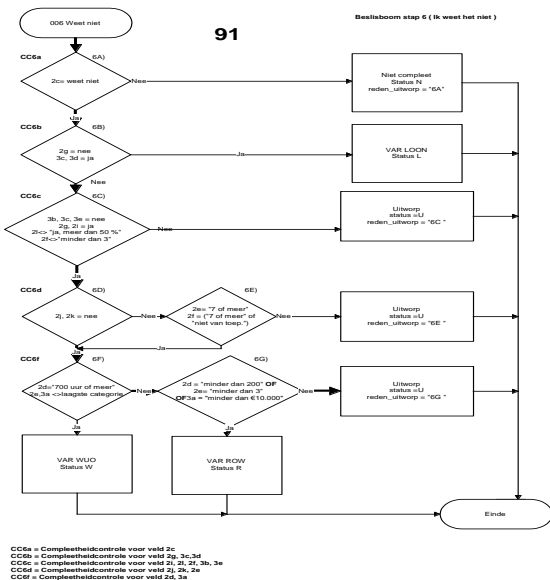 Beslisboom stap 6 ( Ik weet het niet )
006 Weet niet
91
CC6a
6A)
2c= weet niet
Nee
Niet compleet
Status N
reden_uitworp = "6A"
Ja
CC6b
6B)
2g = nee
3c, 3d = ja
Ja
VAR LOON
Status L
Nee
CC6c
6C)
3b, 3c, 3e = nee
2g, 2i = ja
2l<> "ja, meer dan 50 %"
2f<>"minder dan 3"
Nee
Uitworp
status =U
reden_uitworp = "6C "
Ja
CC6d
6D)
2j, 2k = nee
Nee
6E)
2e= "7 of meer"
2f = ("7 of meer" of
"niet van toep.")
Nee
Uitworp
status =U
reden_uitworp = "6E "
Ja
Ja
CC6f
6F)
2d="700 uur of meer"
2e,3a <>laagste categorie
Nee
6G)
2d = "minder dan 200" OF
2e= "minder dan 3"
OF3a = "minder dan €10.000"
Nee
Uitworp
status =U
reden_uitworp = "6G "
Ja
Ja
VAR WUO
Status W
VAR ROW
Status R
Einde
CC6a = Compleetheidcontrole voor veld 2c
CC6b = Compleetheidcontrole voor veld 2g, 3c,3d
CC6c = Compleetheidcontrole voor veld 2i, 2l, 2f, 3b, 3e
CC6d = Compleetheidcontrole voor veld 2j, 2k, 2e
CC6f = Compleetheidcontrole voor veld 2d, 3a